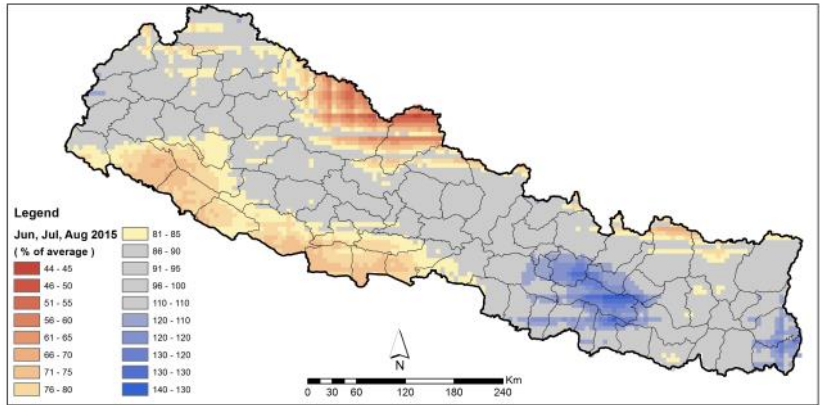 Legend
Jun, Jul, Aug 2015
( % of average )
44 - 45
46 - 50
51 - 55
56 - 60
61 - 65
66 - 70
71 - 75
76 - 80
81 - 85
86 - 90
91 - 95
96 - 100
110 - 110
120 - 110
120 - 120
130 - 120
130 - 130
140 - 130
N
Km
0 15 30 60 120 180 240